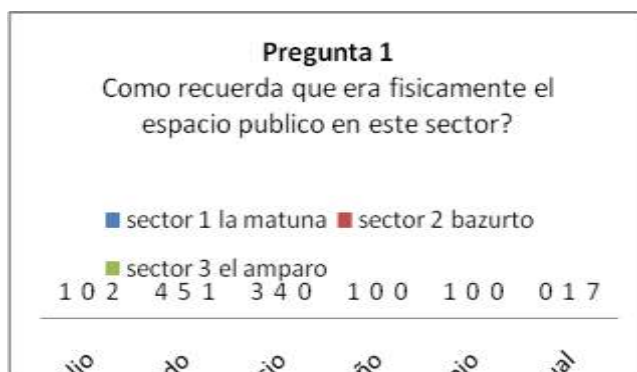 Pregunta 1
Como recuerda que era fisicamente el
espacio publico en este sector?
sector 1 la matuna sector 2 bazurto
sector 3 el amparo
1 0 2 4 5 1 3 4 0 1 0 0 1 0 0 0 1 7